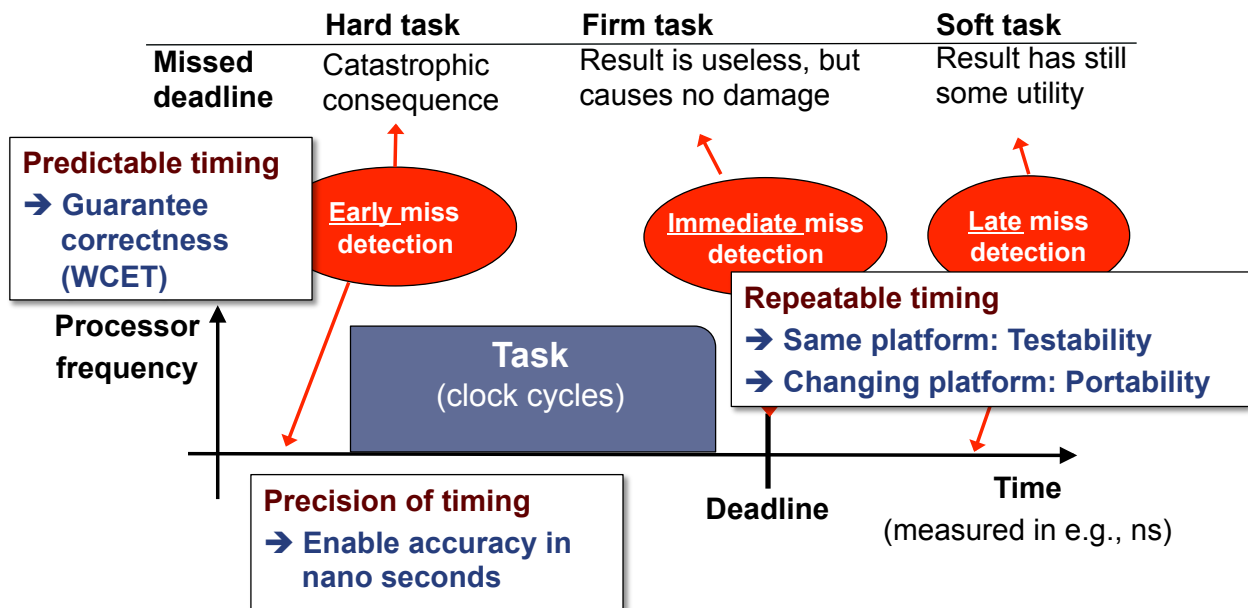 Hard task
Firm task
Soft task
Missed
deadline
Catastrophic
consequence
Result is useless, but
causes no damage
Result has still
some utility
Predictable timing
➔ Guarantee
correctness
(WCET)
Early miss
detection
Immediate miss
detection
Late miss
detection
Repeatable timing
➔ Same platform: Testability
➔ Changing platform: Portability
Processor
frequency
Task
(clock cycles)
Precision of timing
➔ Enable accuracy in
nano seconds
Deadline
Time
(measured in e.g., ns)